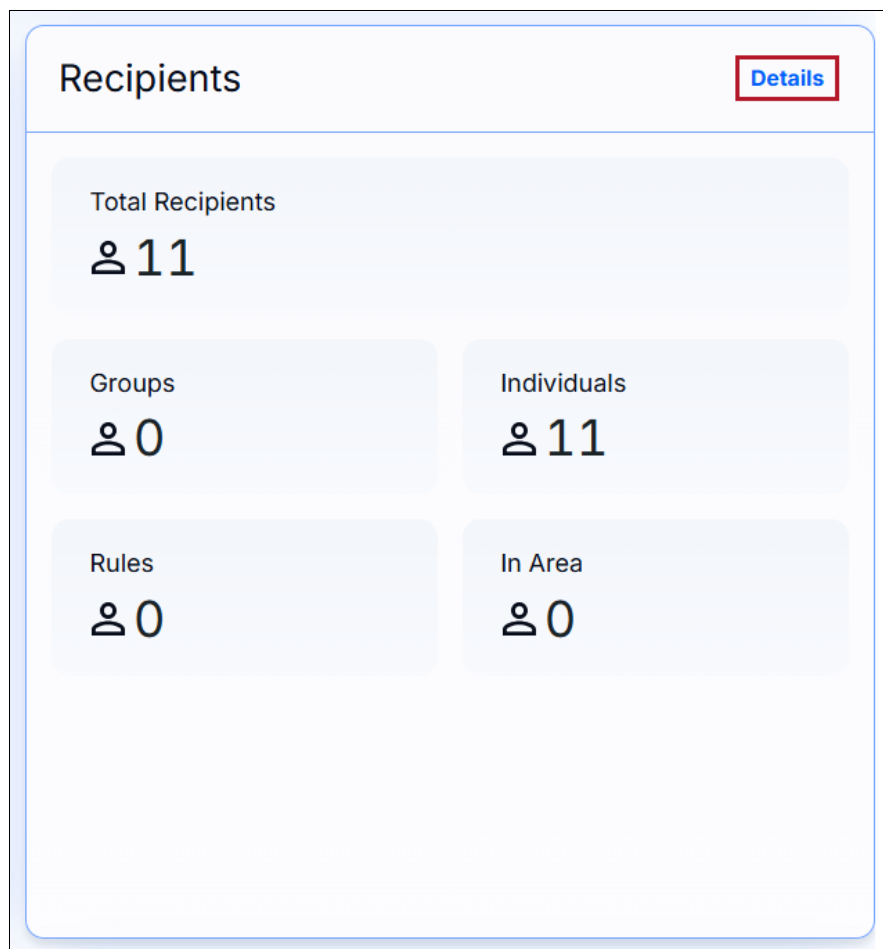 Recipients Details
Total Recipients
11
Groups Individuals
0 11
Rules In Area
0 0